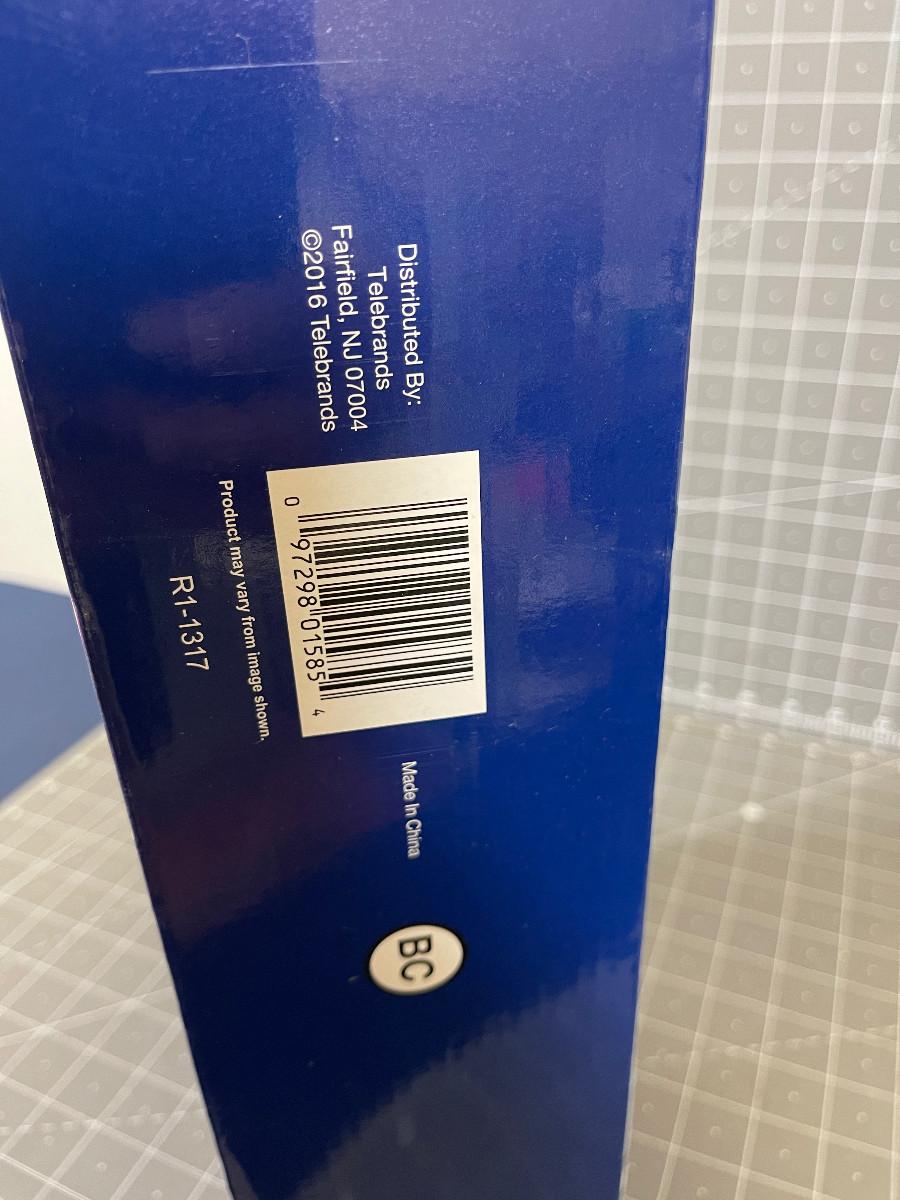 Distributed By:
Telebrands
Fairfield, NJ 07004
©2016 Telebrands
0 97298 01585 4
Product may vary from image shown.
R1-1317
Made In China
BC